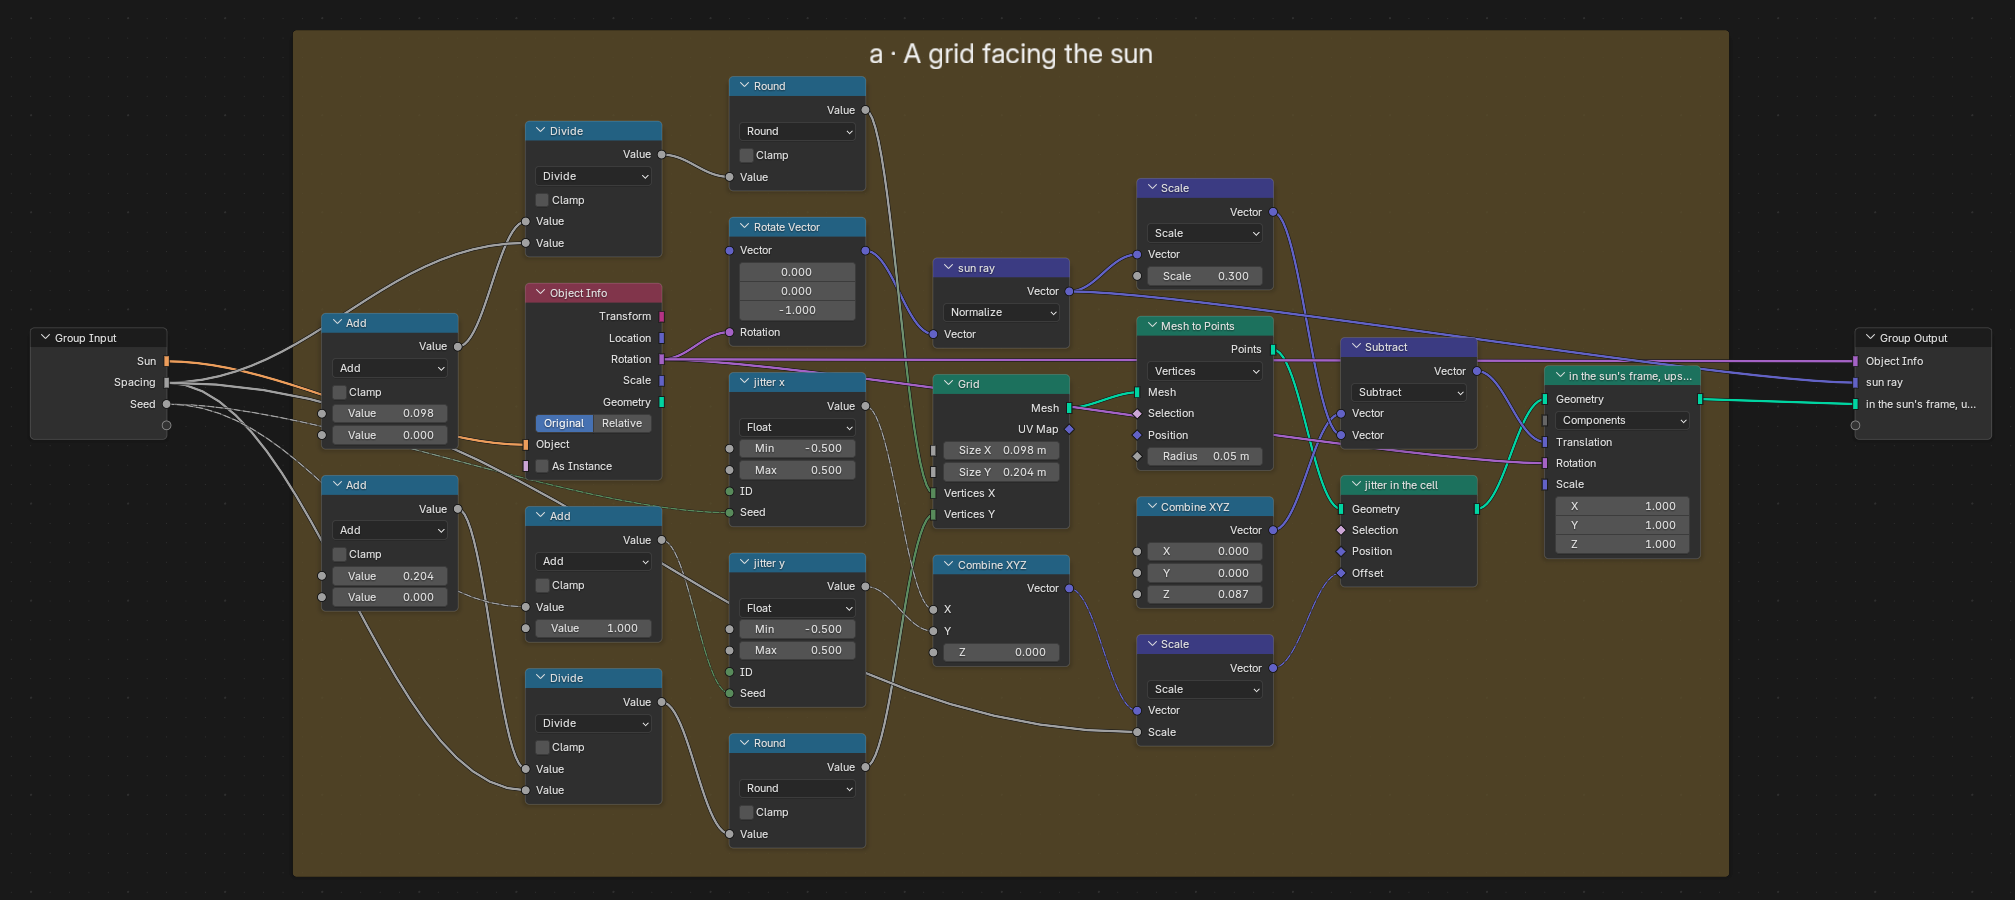 a · A grid facing the sun
Group Input
Sun
Spacing
Seed
Add
Value
Add
Clamp
Value 0.098
Value 0.000
Add
Value
Add
Clamp
Value 0.204
Value 0.000
Divide
Value
Divide
Clamp
Value
Value
Object Info
Transform
Location
Rotation
Scale
Geometry
Original Relative
Object
As Instance
Add
Value
Add
Clamp
Value
Value 1.000
Divide
Value
Divide
Clamp
Value
Value
Round
Value
Round
Clamp
Value
Rotate Vector
Vector
0.000
0.000
-1.000
Rotation
jitter x
Value
Float
Min -0.500
Max 0.500
ID
Seed
jitter y
Value
Float
Min -0.500
Max 0.500
ID
Seed
Round
Value
Round
Clamp
Value
sun ray
Vector
Normalize
Vector
Grid
Mesh
UV Map
Size X 0.098 m
Size Y 0.204 m
Vertices X
Vertices Y
Combine XYZ
Vector
X
Y
Z 0.000
Scale
Vector
Scale
Vector
Scale 0.300
Mesh to Points
Points
Vertices
Mesh
Selection
Position
Radius 0.05 m
Combine XYZ
Vector
X 0.000
Y 0.000
Z 0.087
Scale
Vector
Scale
Vector
Scale
Subtract
Vector
Subtract
Vector
Vector
jitter in the cell
Geometry
Selection
Position
Offset
in the sun's frame, ups...
Geometry
Components
Translation
Rotation
Scale
X 1.000
Y 1.000
Z 1.000
Group Output
Object Info
sun ray
in the sun's frame, u...